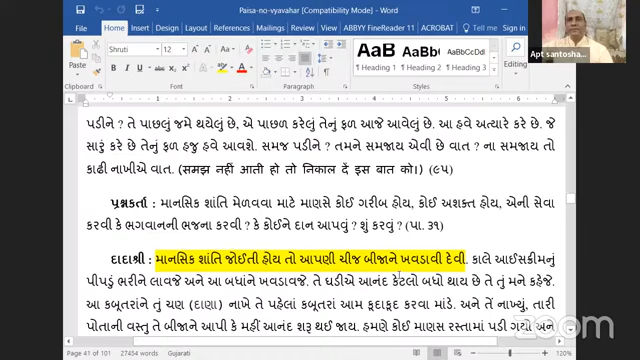 Paisa-no-vyavahar [Compatibility Mode] - Word
File Home Insert Design Layout References Mailings Review View ABBYY FineReader ACROBAT Tell me Share
Shruti 12
Paste
Clipboard Font Paragraph Styles
AaB AaBb( AaBbCcDdI
¶ Heading 1 ¶ Heading 2 ¶ Heading 3
Editing
Apt santosha...
પડીને ? તે પાછલું જમે થયેલું છે, એ પાછળ કરેલું તેનું ફળ આજે આવેલું છે. આ હવે અત્યારે કરે છે. જે
સારું કરે છે તેનું ફળ હજુ હવે આવશે. સમજ પડીને ? તમને સમજાય એવી છે વાત ? ના સમજાય તો
કાઢી નાખીએ વાત. (समझ नहीं आती हो तो निकाल दें इस बात को।) (૯૫)
પ્રશ્નકર્તા : માનસિક શાંતિ મેળવવા માટે માણસે કોઈ ગરીબ હોય, કોઈ અશક્ત હોય, એની સેવા
કરવી કે ભગવાનની ભજના કરવી ? કે કોઈને દાન આપવું ? શું કરવું ? (પા. ૩૧)
દાદાશ્રી : માનસિક શાંતિ જોઈતી હોય તો આપણી ચીજ બીજાને ખવડાવી દેવી. કાલે આઈસ્ક્રીમનું
પીપડું ભરીને લાવજે અને આ બધાંને ખવડાવજે. તે ઘડીએ આનંદ કેટલો બધો થાય છે તે તું મને કહેજે.
આ કબૂતરાંને તું ચણ (દાણા) નાખે તે પહેલાં કબૂતરાં આમ કૂદાકૂદ કરવા માંડે. અને તેં નાખ્યું, તારી
પોતાની વસ્તુ તે બીજાને આપી કે મહીં આનંદ શરૂ થઈ જાય. હમણે કોઈ માણસ રસ્તામાં પડી ગયો અને
Page 41 of 101 27454 words Gujarati 120%